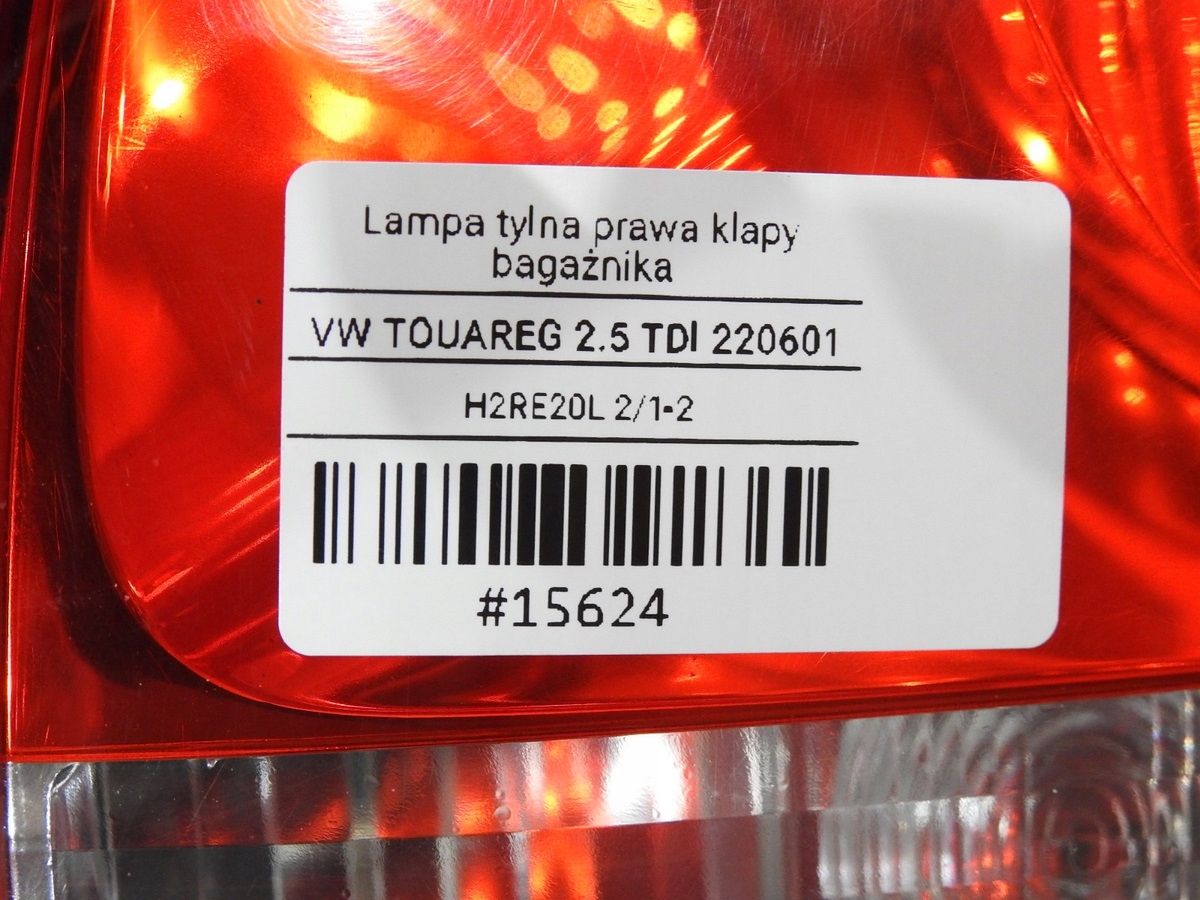 Lampa tylna prawa klapy
bagażnika
VW TOUAREG 2.5 TDI 220601
H2RE20L 2/1-2
#15624